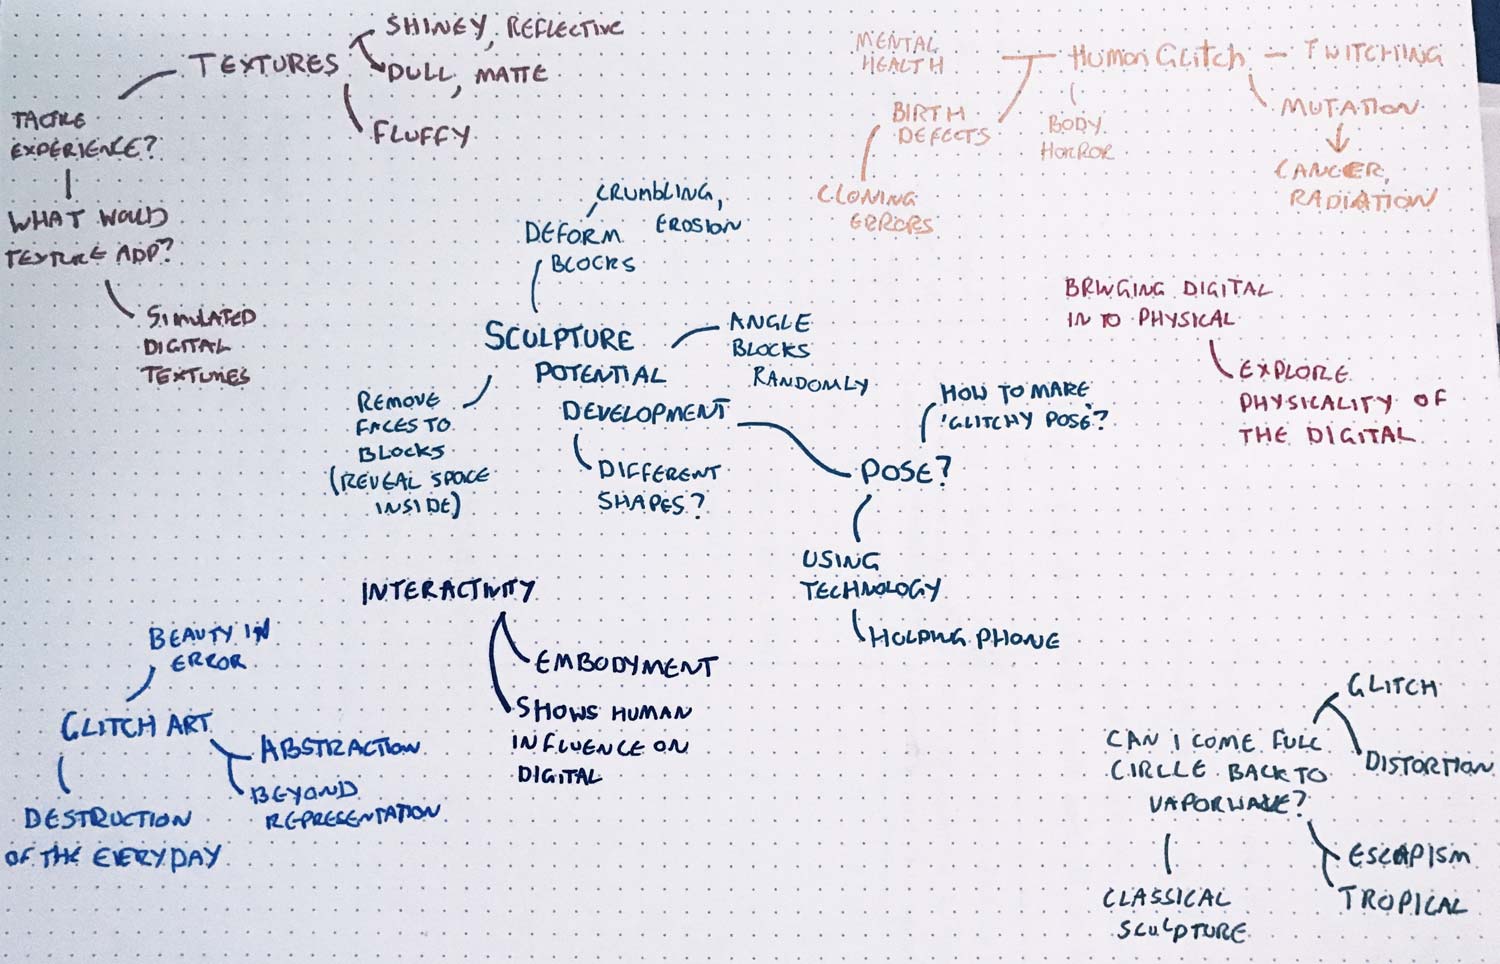 TEXTURES
SHINEY, REFLECTIVE
DULL, MATTE
FLUFFY
TACTILE
EXPERIENCE?
WHAT WOULD
TEXTURE ADD?
SIMULATED
DIGITAL
TEXTURES
MENTAL
HEALTH
HUMAN GLITCH — TWITCHING
BIRTH
DEFECTS
BODY
HORROR
MUTATION
CANCER,
RADIATION
CLONING
ERRORS
CRUMBLING,
EROSION
DEFORM
BLOCKS
SCULPTURE
POTENTIAL
DEVELOPMENT
ANGLE
BLOCKS
RANDOMLY
REMOVE
FACES TO
BLOCKS
(REVEAL SPACE
INSIDE)
DIFFERENT
SHAPES?
HOW TO MAKE
'GLITCHY POSE'?
POSE?
USING
TECHNOLOGY
HOLDING PHONE
BRINGING DIGITAL
IN TO PHYSICAL
EXPLORE
PHYSICALITY OF
THE DIGITAL
INTERACTIVITY
EMBODYMENT
SHOWS HUMAN
INFLUENCE ON
DIGITAL
BEAUTY IN
ERROR
GLITCH ART
ABSTRACTION
BEYOND
REPRESENTATION
DESTRUCTION
OF THE EVERYDAY
GLITCH
DISTORTION
CAN I COME FULL
CIRCLE BACK TO
VAPORWAVE?
ESCAPISM
TROPICAL
CLASSICAL
SCULPTURE